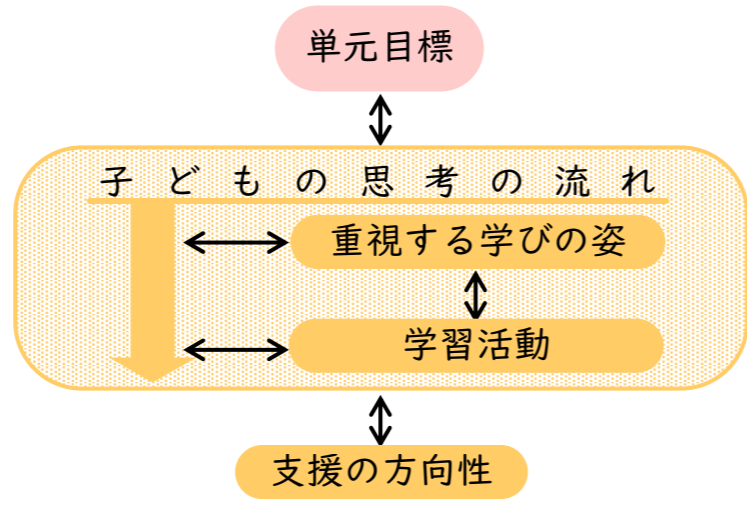 単元目標
子どもの思考の流れ
重視する学びの姿
学習活動
支援の方向性